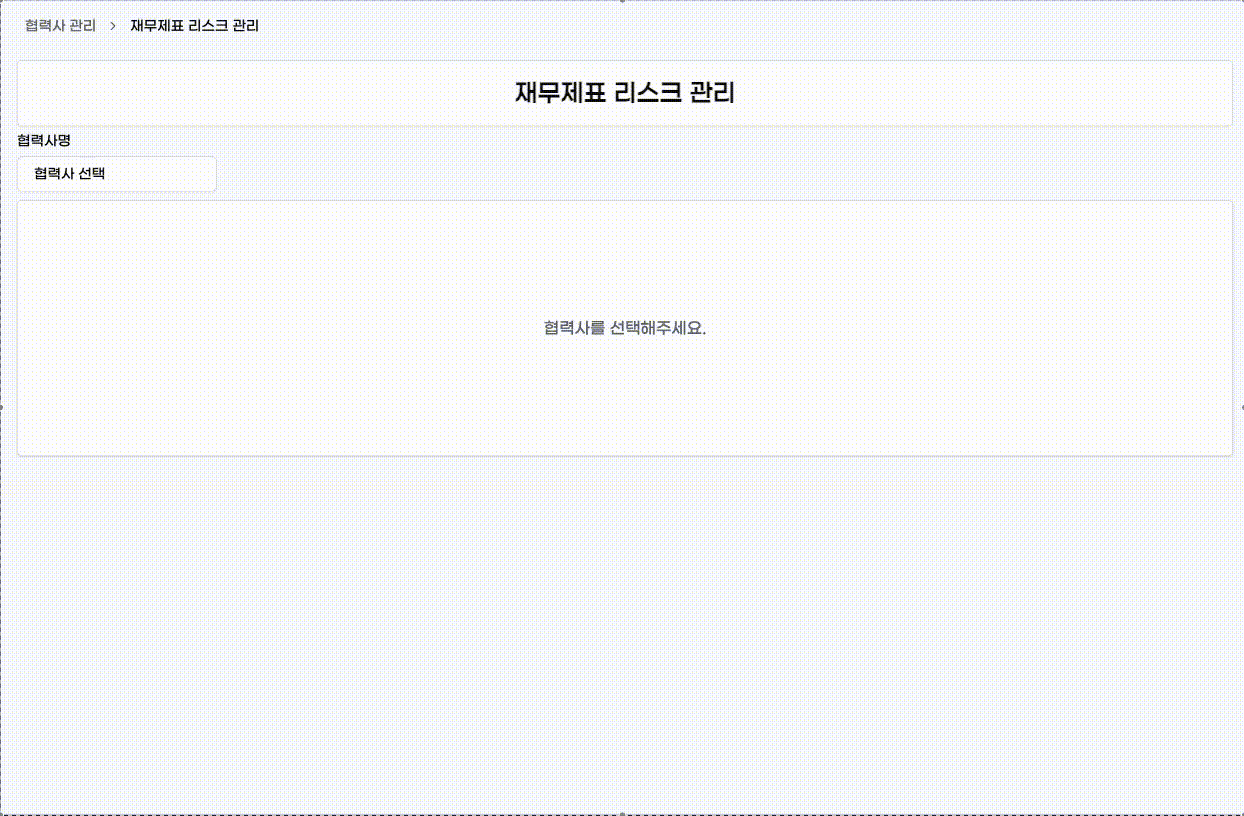 협력사 관리 > 재무제표 리스크 관리
재무제표 리스크 관리
협력사명
협력사 선택
협력사를 선택해주세요.